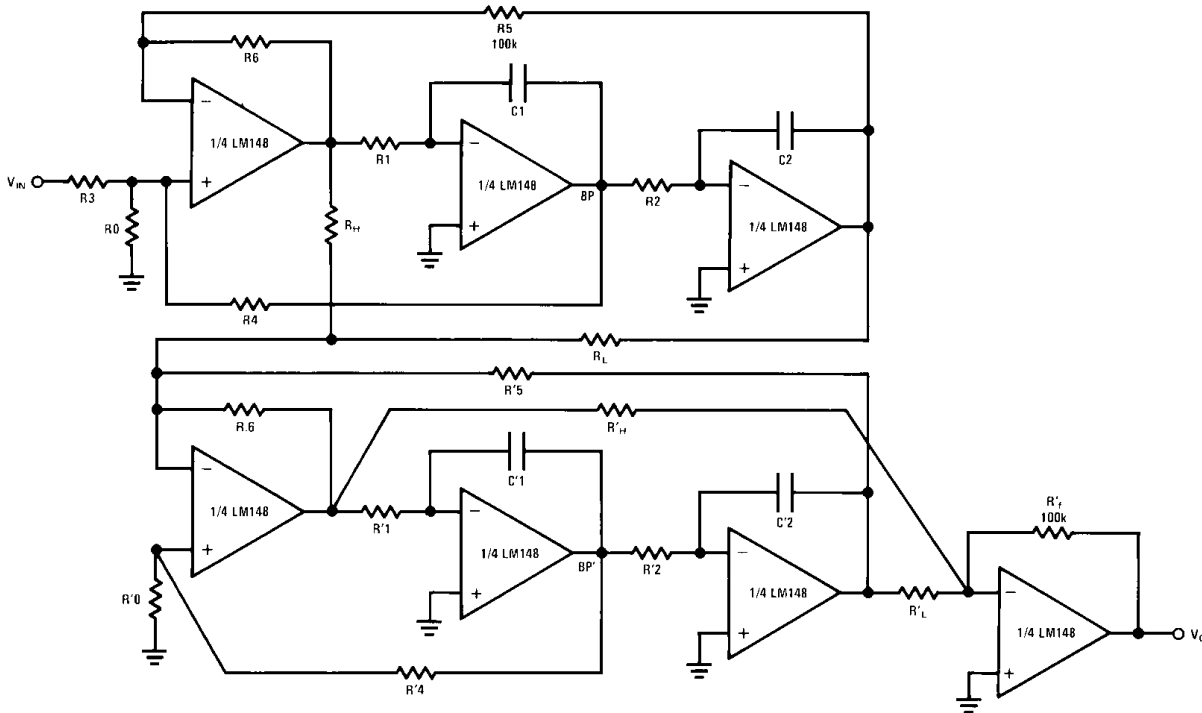 R5
100k
R6
C1
1/4 LM148
R1
C2
1/4 LM148
VIN
R3
BP
R2
R0
RH
1/4 LM148
R4
RL
R'5
R.6
R'H
C'1
C'2
R'f
100k
1/4 LM148
R'1
1/4 LM148
BP'
R'2
R'0
1/4 LM148
R'L
1/4 LM148
R'4